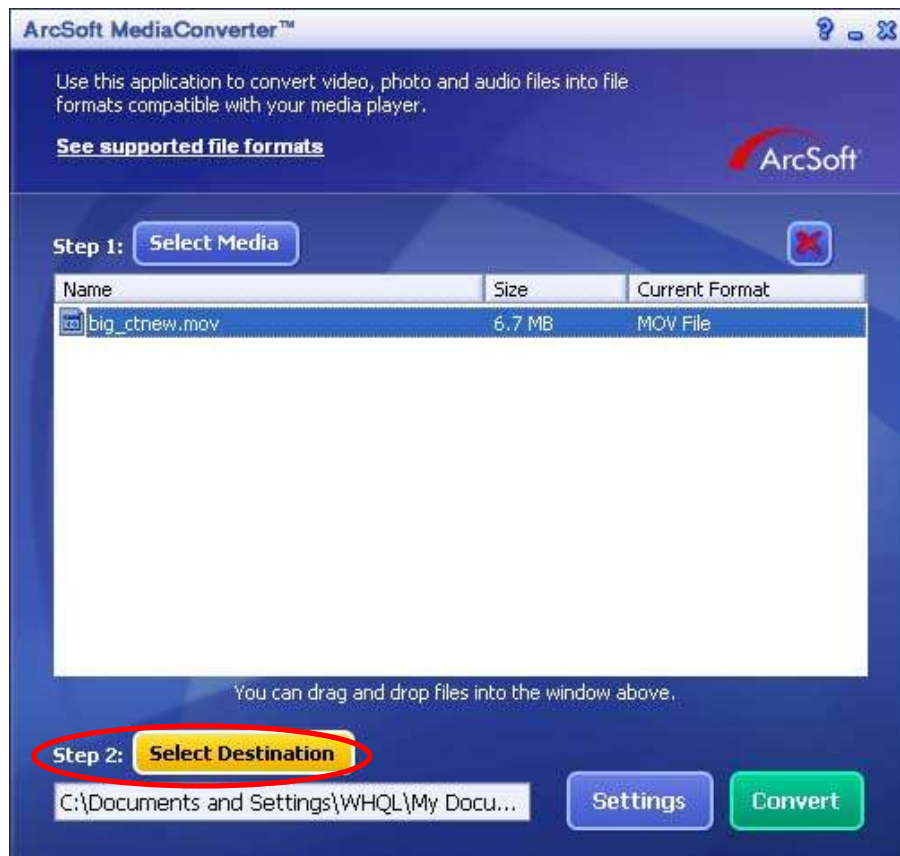 ArcSoft MediaConverter™
Use this application to convert video, photo and audio files into file
formats compatible with your media player.
See supported file formats
ArcSoft
Step 1: Select Media
Name Size Current Format
big_ctnew.mov 6.7 MB MOV File
You can drag and drop files into the window above.
Step 2: Select Destination
C:\Documents and Settings\WHQL\My Docu...
Settings Convert